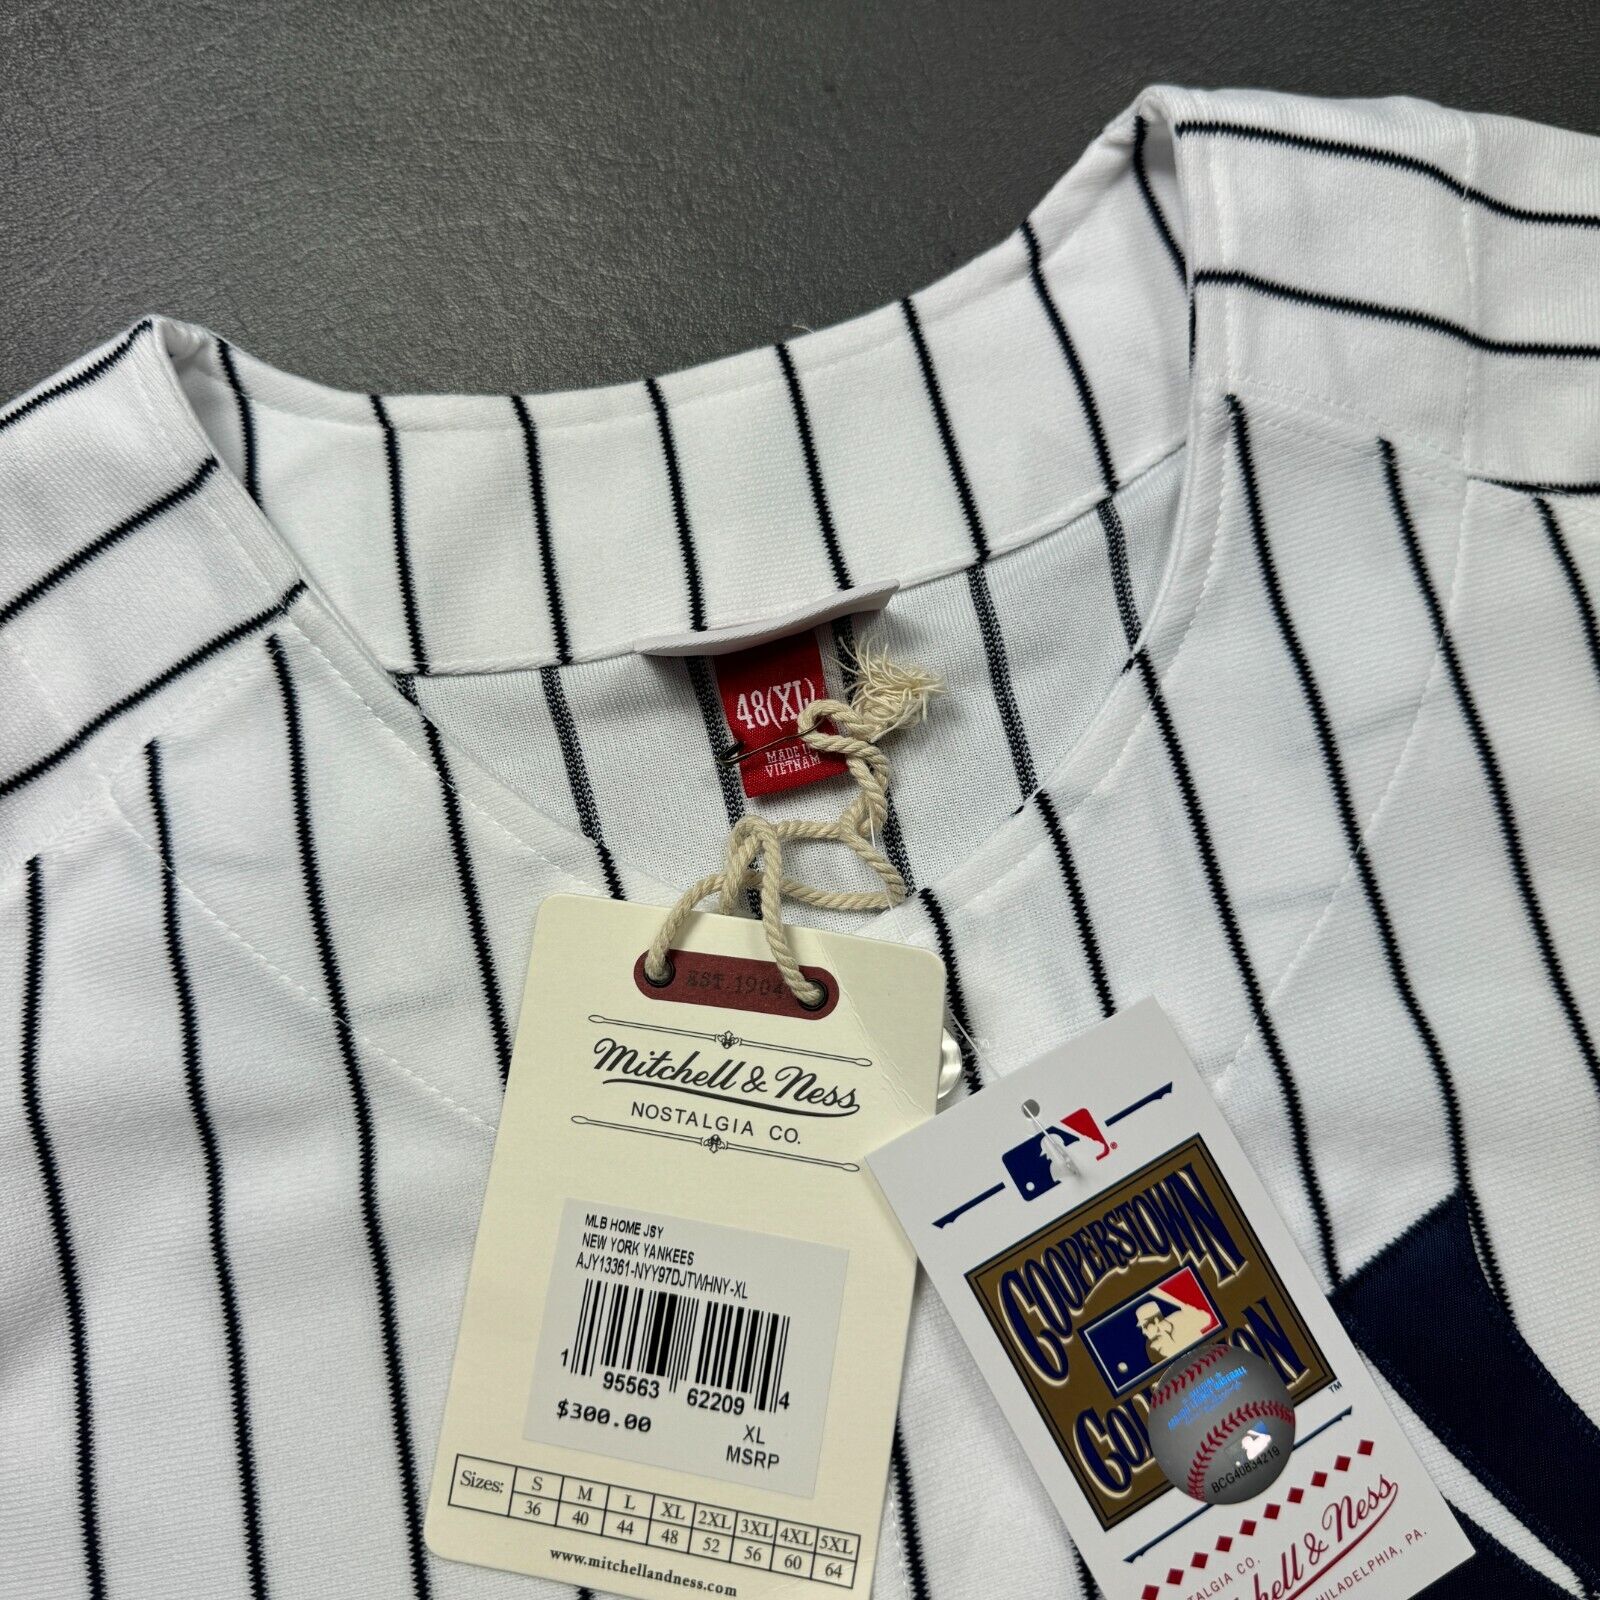 48(XL)
MADE IN
VIETNAM
EST. 1904
Mitchell & Ness
NOSTALGIA CO.
MLB HOME JSY
NEW YORK YANKEES
AJY13361-NYY97DJTWHNY-XL
1 95563 62209 4
$300.00
XL
MSRP
Sizes: S M L XL 2XL 3XL 4XL 5XL
36 40 44 48 52 56 60 64
www.mitchellandness.com
COOPERSTOWN
COLLECTION
TM
BCG40834219
Mitchell & Ness
NOSTALGIA CO.
PHILADELPHIA, PA.